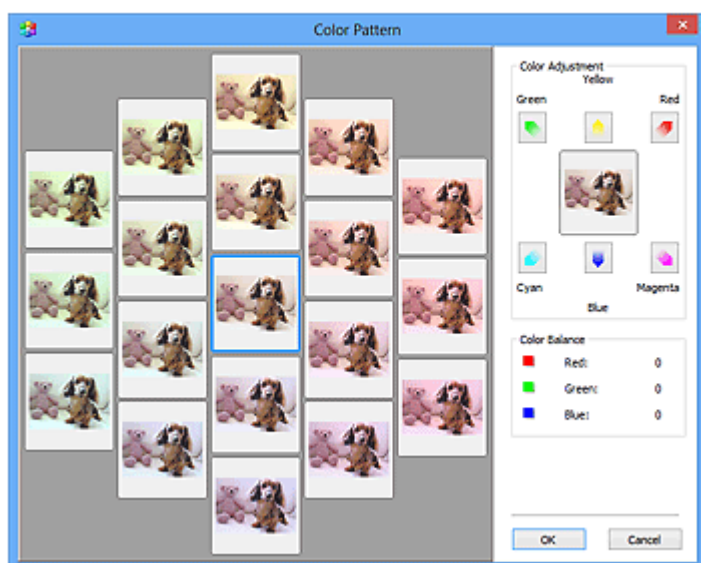 Color Pattern
Color Adjustment
Yellow
Green Red
Cyan Magenta
Blue
Color Balance
Red: 0
Green: 0
Blue: 0
OK Cancel